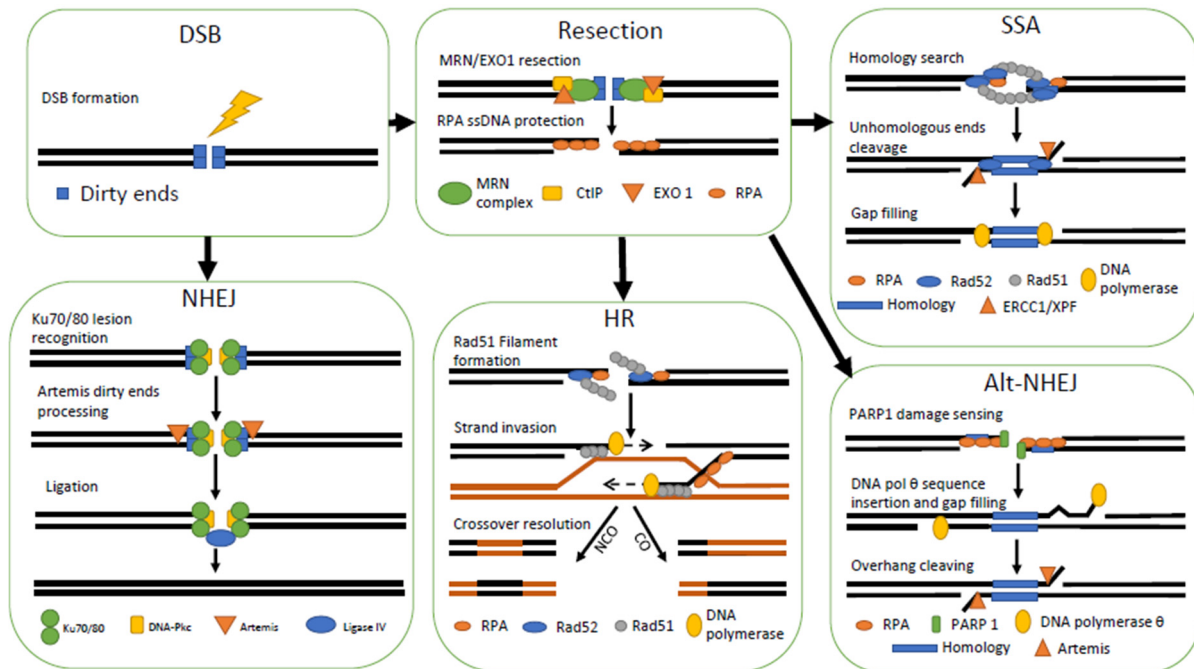 DSB
DSB formation
Dirty ends
Resection
MRN/EXO1 resection
RPA ssDNA protection
MRN
complex
CtIP
EXO 1
RPA
SSA
Homology search
Unhomologous ends
cleavage
Gap filling
RPA
Rad52
Rad51
DNA
polymerase
Homology
ERCC1/XPF
NHEJ
Ku70/80 lesion
recognition
Artemis dirty ends
processing
Ligation
Ku70/80
DNA-Pkc
Artemis
Ligase IV
HR
Rad51 Filament
formation
Strand invasion
Crossover resolution
NCO
CO
RPA
Rad52
Rad51
DNA
polymerase
Alt-NHEJ
PARP1 damage sensing
DNA pol θ sequence
insertion and gap filling
Overhang cleaving
RPA
PARP 1
DNA polymerase θ
Homology
Artemis